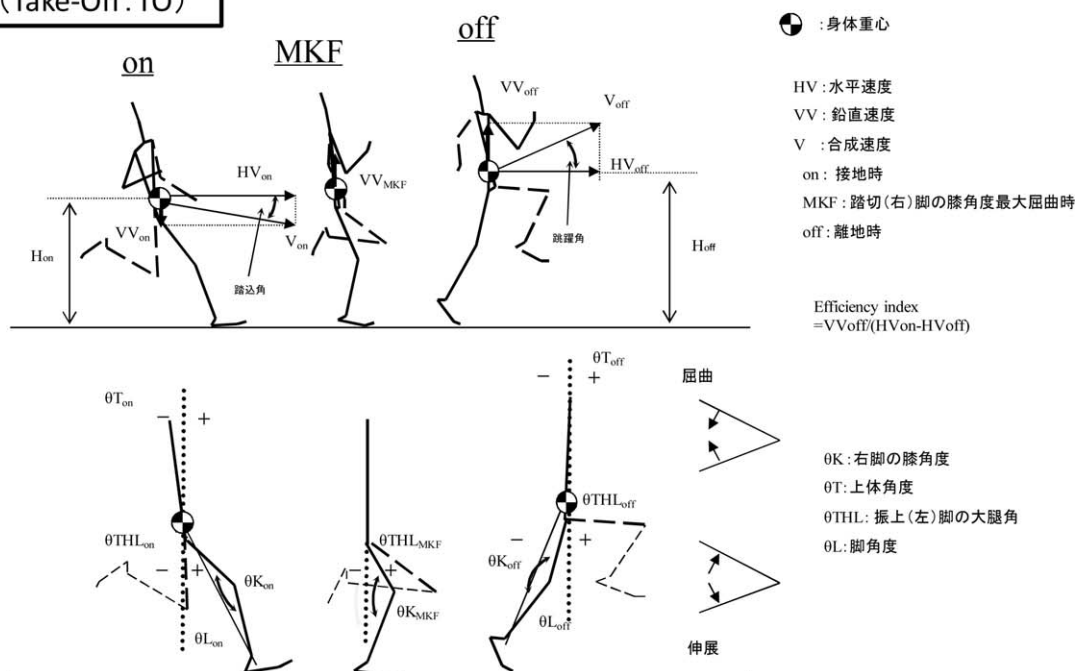 (Take-Off : TO)
on
MKF
off
HVon
VVon
Von
Hon
踏込角
VVMKF
VVoff
Voff
HVoff
跳躍角
Hoff
:身体重心
HV:水平速度
VV:鉛直速度
V :合成速度
on:接地時
MKF:踏切(右)脚の膝角度最大屈曲時
off:離地時
Efficiency index
=VVoff/(HVon-HVoff)
θTon
− +
θTHLon
− +
θKon
θLon
θTHLMKF
− +
θKMKF
θToff
− +
θTHLoff
− +
θKoff
θLoff
屈曲
伸展
θK:右脚の膝角度
θT:上体角度
θTHL:振上(左)脚の大腿角
θL:脚角度